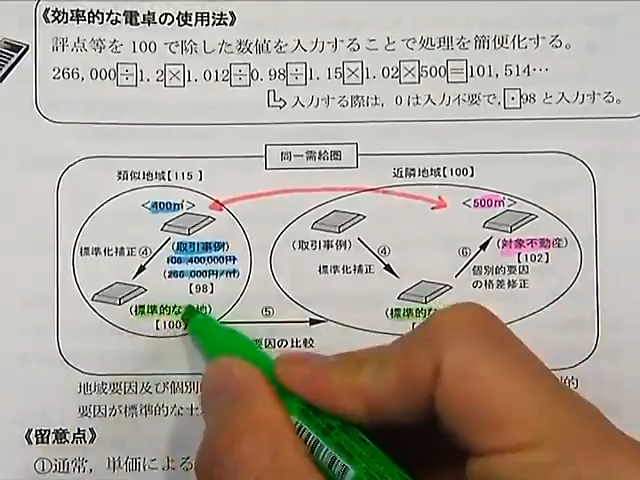 《効率的な電卓の使用法》
評点等を100で除した数値を入力することで処理を簡便化する。
266,000÷1.2×1.012÷0.98÷1.15×1.02×500＝101,514…
入力する際は，0は入力不要で，・98と入力する。
同一需給圏
類似地域【115】
近隣地域【100】
<400㎡>
<500㎡>
(取引事例)
(取引事例)
(対象不動産)
標準化補正④
106,400,000円
(266,000円/㎡)
【98】
④
標準化補正
⑥
【102】
個別的要因
の格差修正
(標準的な
地)
【100
(標準的な
⑤
要因の比較
地域要因及び個別
的
要因が標準的な土
《留意点》
①通常，単価による